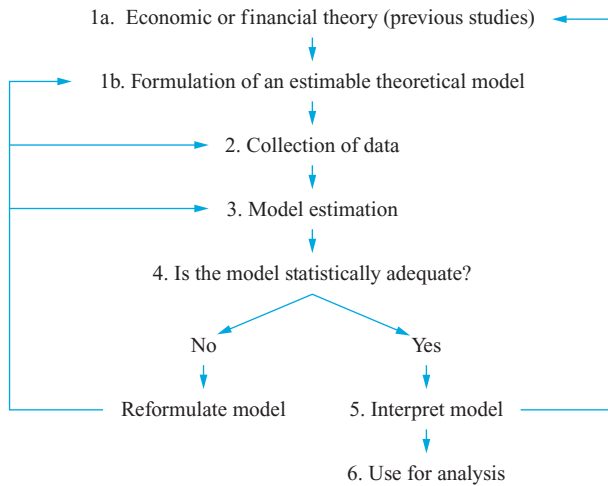 1a. Economic or financial theory (previous studies)
1b. Formulation of an estimable theoretical model
2. Collection of data
3. Model estimation
4. Is the model statistically adequate?
No
Yes
Reformulate model
5. Interpret model
6. Use for analysis